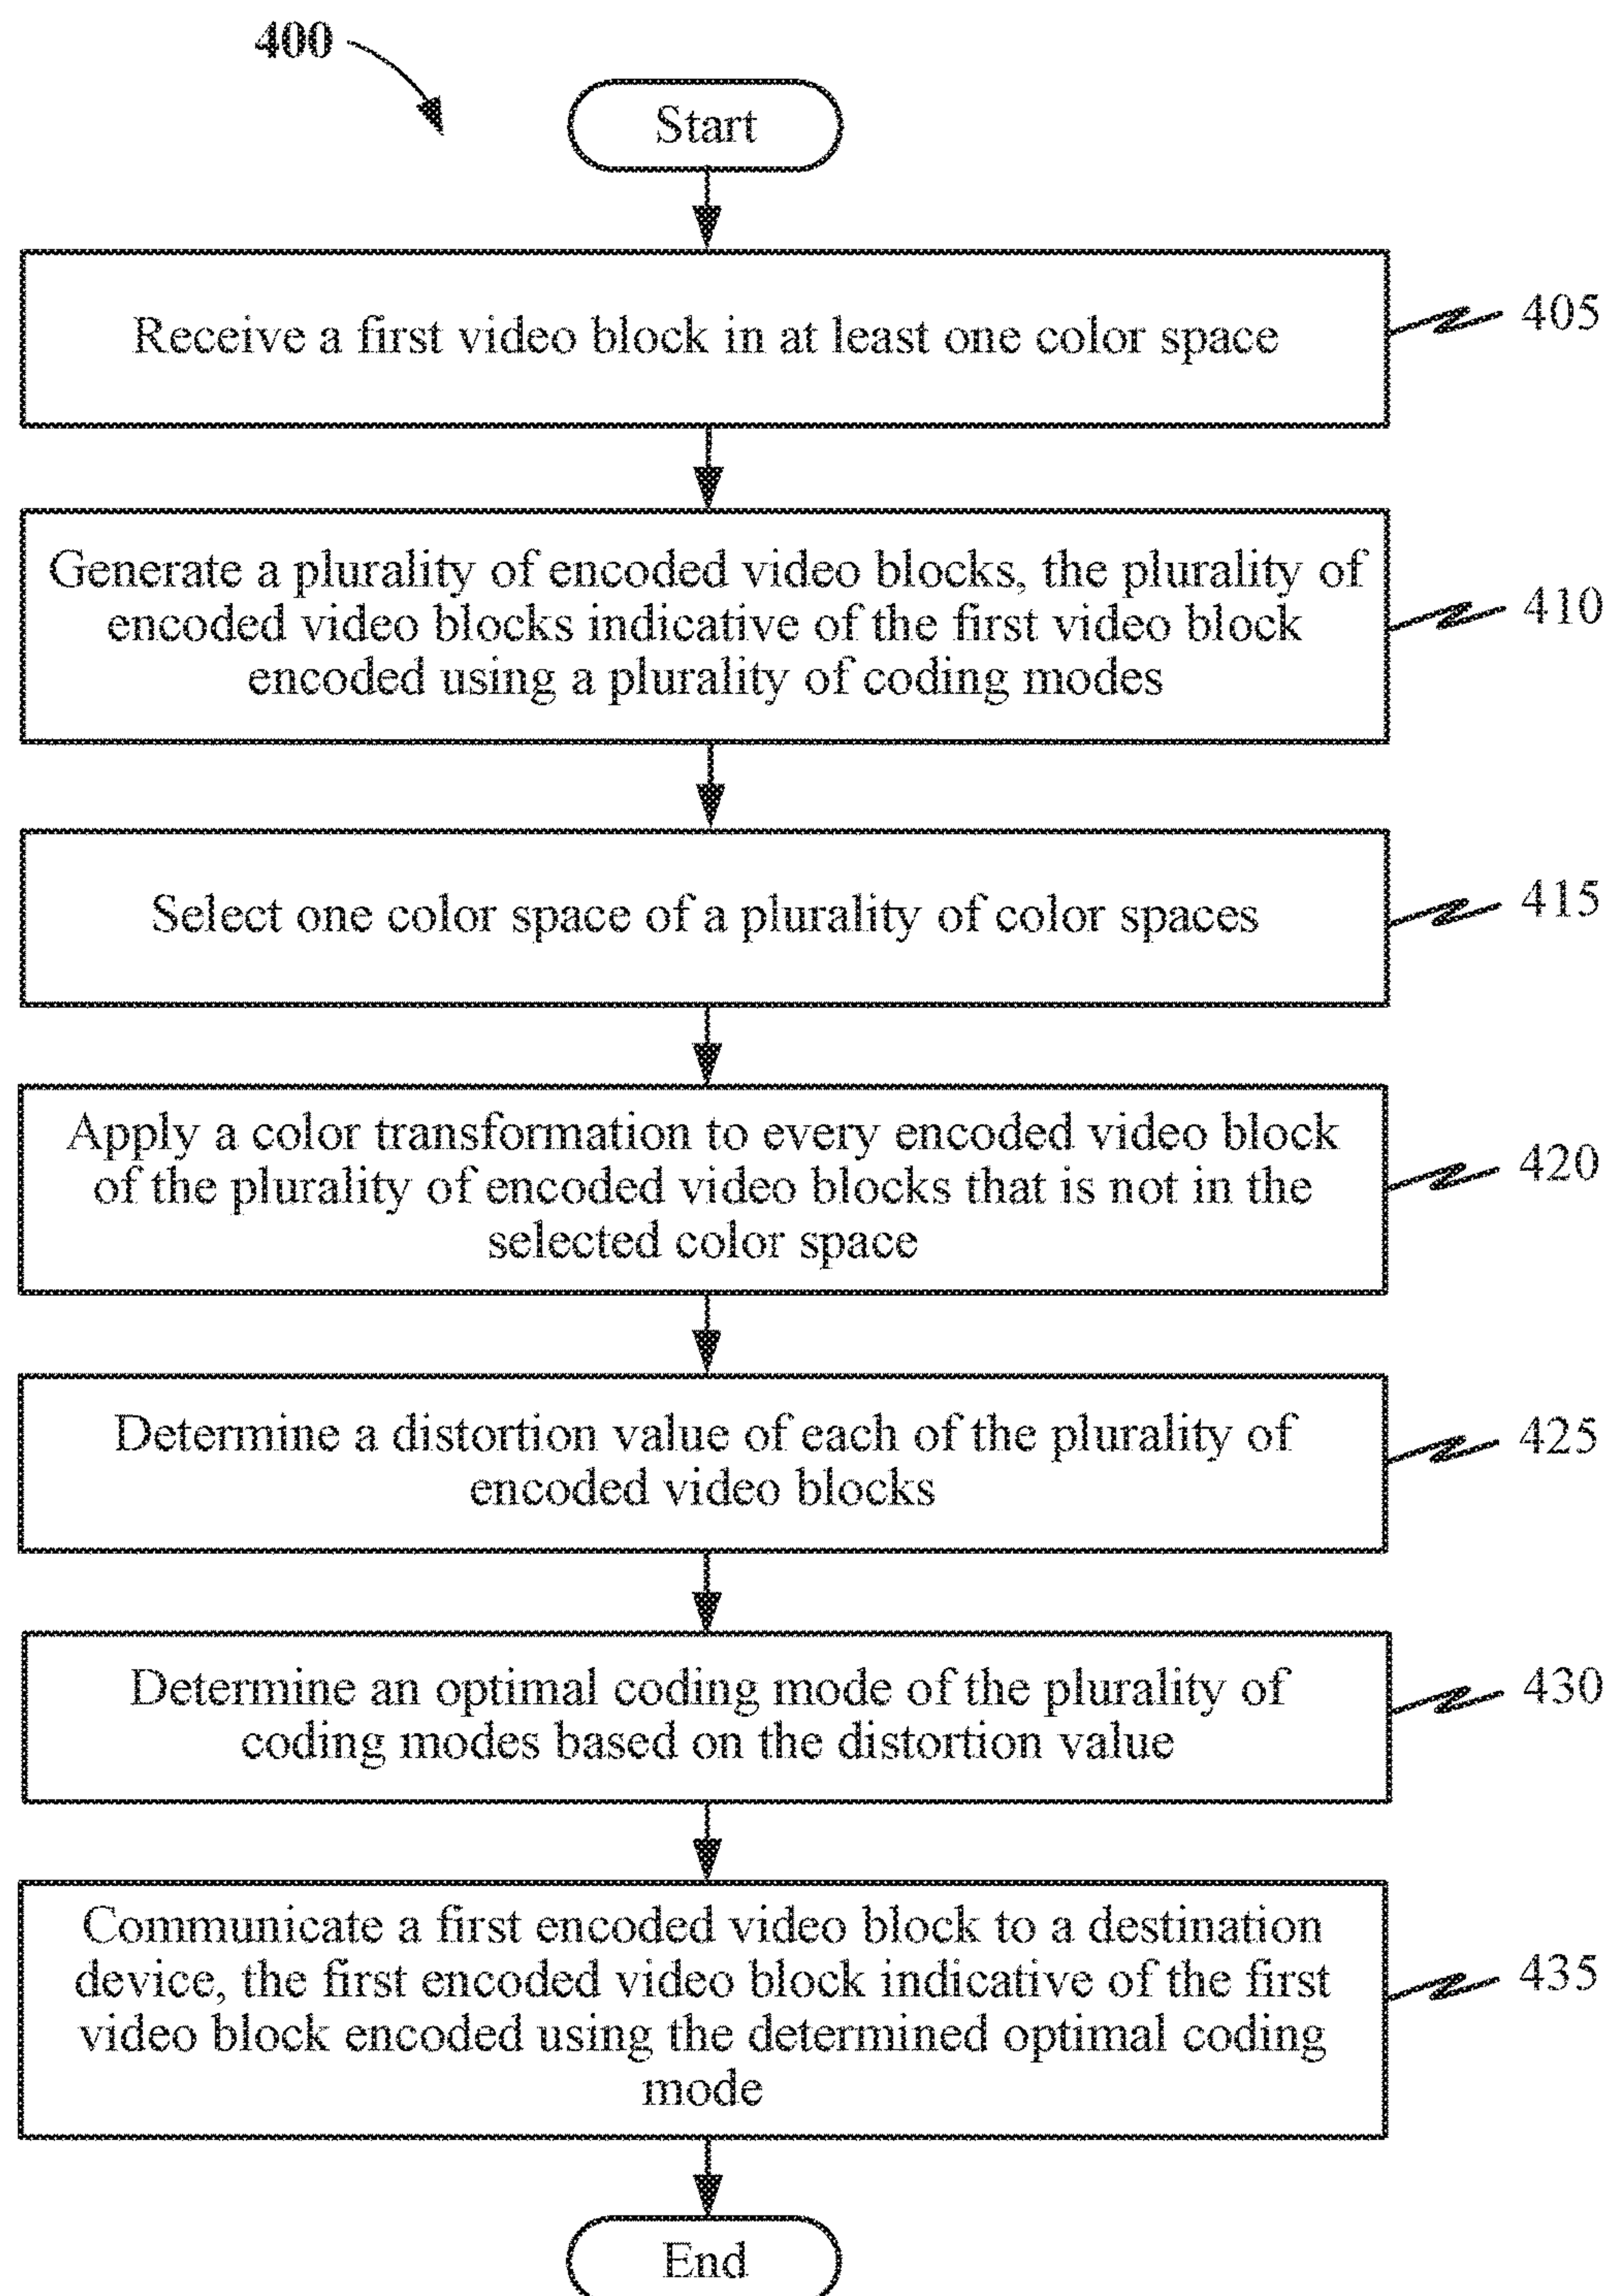 400
Start
Receive a first video block in at least one color space
405
Generate a plurality of encoded video blocks, the plurality of
encoded video blocks indicative of the first video block
encoded using a plurality of coding modes
410
Select one color space of a plurality of color spaces
415
Apply a color transformation to every encoded video block
of the plurality of encoded video blocks that is not in the
selected color space
420
Determine a distortion value of each of the plurality of
encoded video blocks
425
Determine an optimal coding mode of the plurality of
coding modes based on the distortion value
430
Communicate a first encoded video block to a destination
device, the first encoded video block indicative of the first
video block encoded using the determined optimal coding
mode
435
End